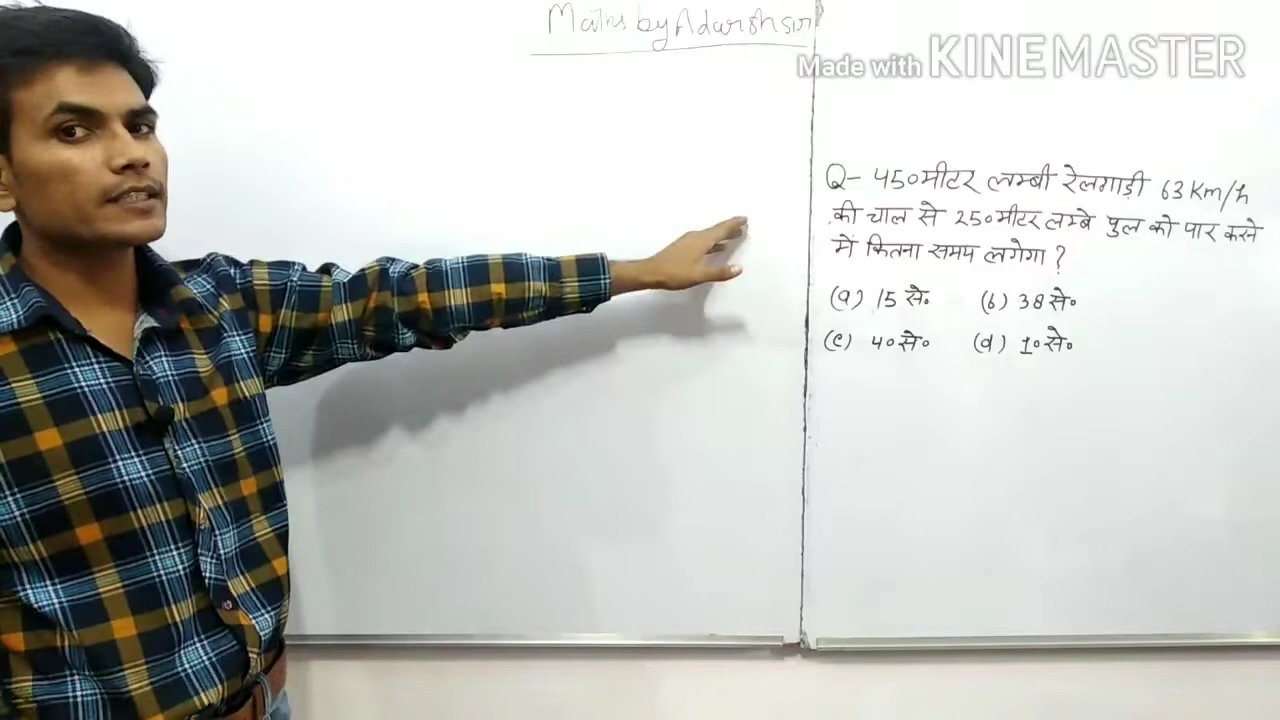 Maths by Adarsh sir
Made with KINEMASTER
Q- 450मीटर लम्बी रेलगाड़ी 63 Km/h
की चाल से 250मीटर लम्बे पुल को पार करने
में कितना समय लगेगा ?
(a) 15 से० (b) 38 से०
(c) 40 से० (d) 10 से०